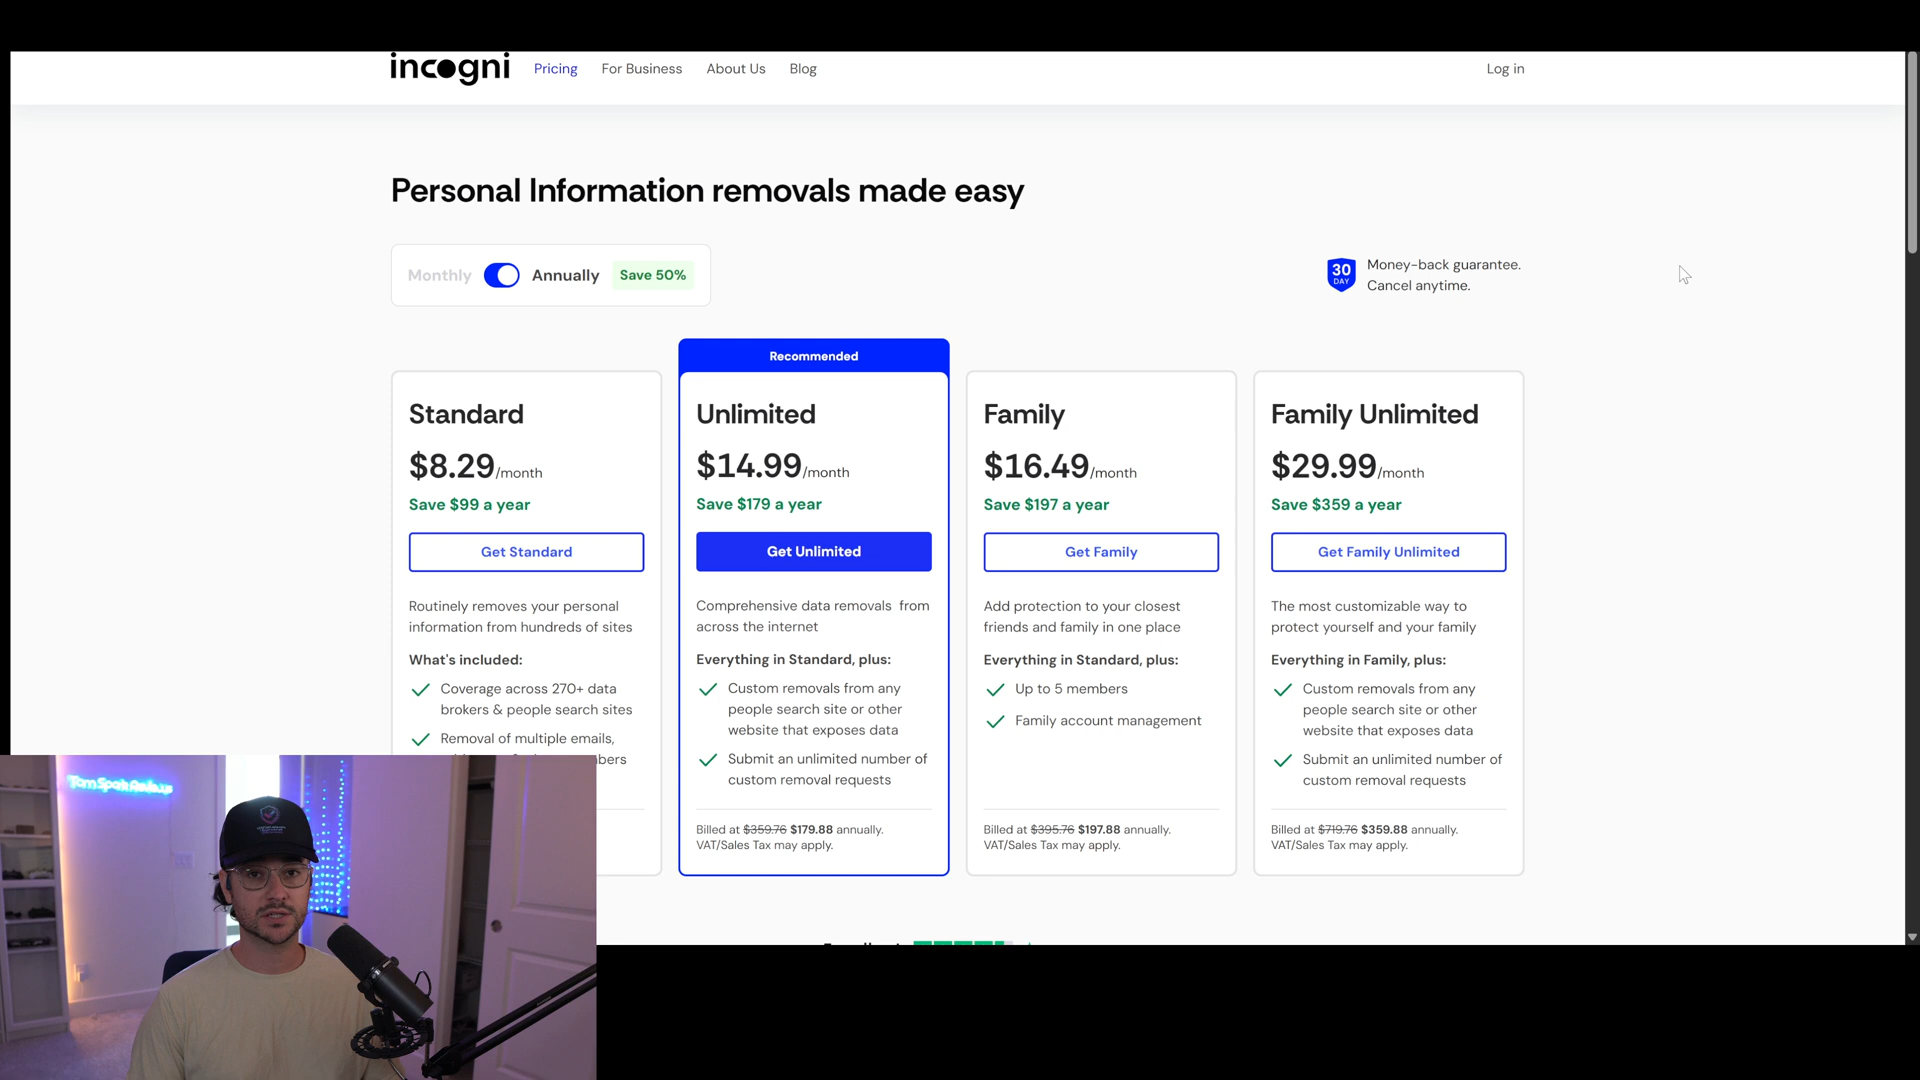 incogni
Pricing
For Business
About Us
Blog
Log in
Personal Information removals made easy
Monthly
Annually
Save 50%
30
DAY
Money-back guarantee.
Cancel anytime.
Recommended
Standard
$8.29/month
Save $99 a year
Get Standard
Routinely removes your personal
information from hundreds of sites
What's included:
Coverage across 270+ data
brokers & people search sites
Removal of multiple emails,
Unlimited
$14.99/month
Save $179 a year
Get Unlimited
Comprehensive data removals from
across the internet
Everything in Standard, plus:
Custom removals from any
people search site or other
website that exposes data
Submit an unlimited number of
custom removal requests
Billed at $359.76 $179.88 annually.
VAT/Sales Tax may apply.
Family
$16.49/month
Save $197 a year
Get Family
Add protection to your closest
friends and family in one place
Everything in Standard, plus:
Up to 5 members
Family account management
Billed at $395.76 $197.88 annually.
VAT/Sales Tax may apply.
Family Unlimited
$29.99/month
Save $359 a year
Get Family Unlimited
The most customizable way to
protect yourself and your family
Everything in Family, plus:
Custom removals from any
people search site or other
website that exposes data
Submit an unlimited number of
custom removal requests
Billed at $719.76 $359.88 annually.
VAT/Sales Tax may apply.
Tom Spark Reviews